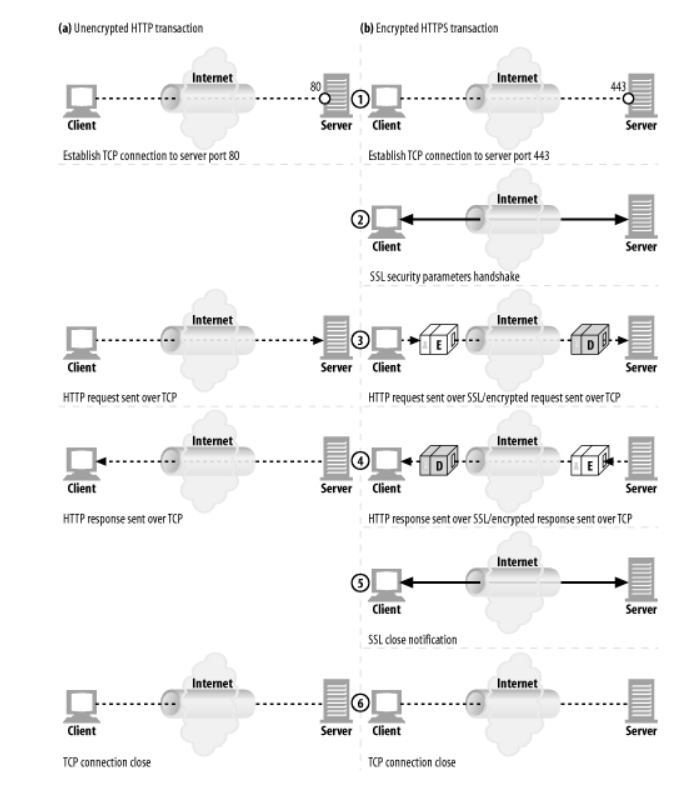 (a) Unencrypted HTTP transaction
(b) Encrypted HTTPS transaction
Internet
80
Client
Server
Establish TCP connection to server port 80
1
Internet
443
Client
Server
Establish TCP connection to server port 443
2
Internet
Client
Server
SSL security parameters handshake
Internet
Client
Server
HTTP request sent over TCP
3
Internet
E
D
Client
Server
HTTP request sent over SSL/encrypted request sent over TCP
Internet
Client
Server
HTTP response sent over TCP
4
Internet
D
E
Client
Server
HTTP response sent over SSL/encrypted response sent over TCP
5
Internet
Client
Server
SSL close notification
Internet
Client
Server
TCP connection close
6
Internet
Client
Server
TCP connection close